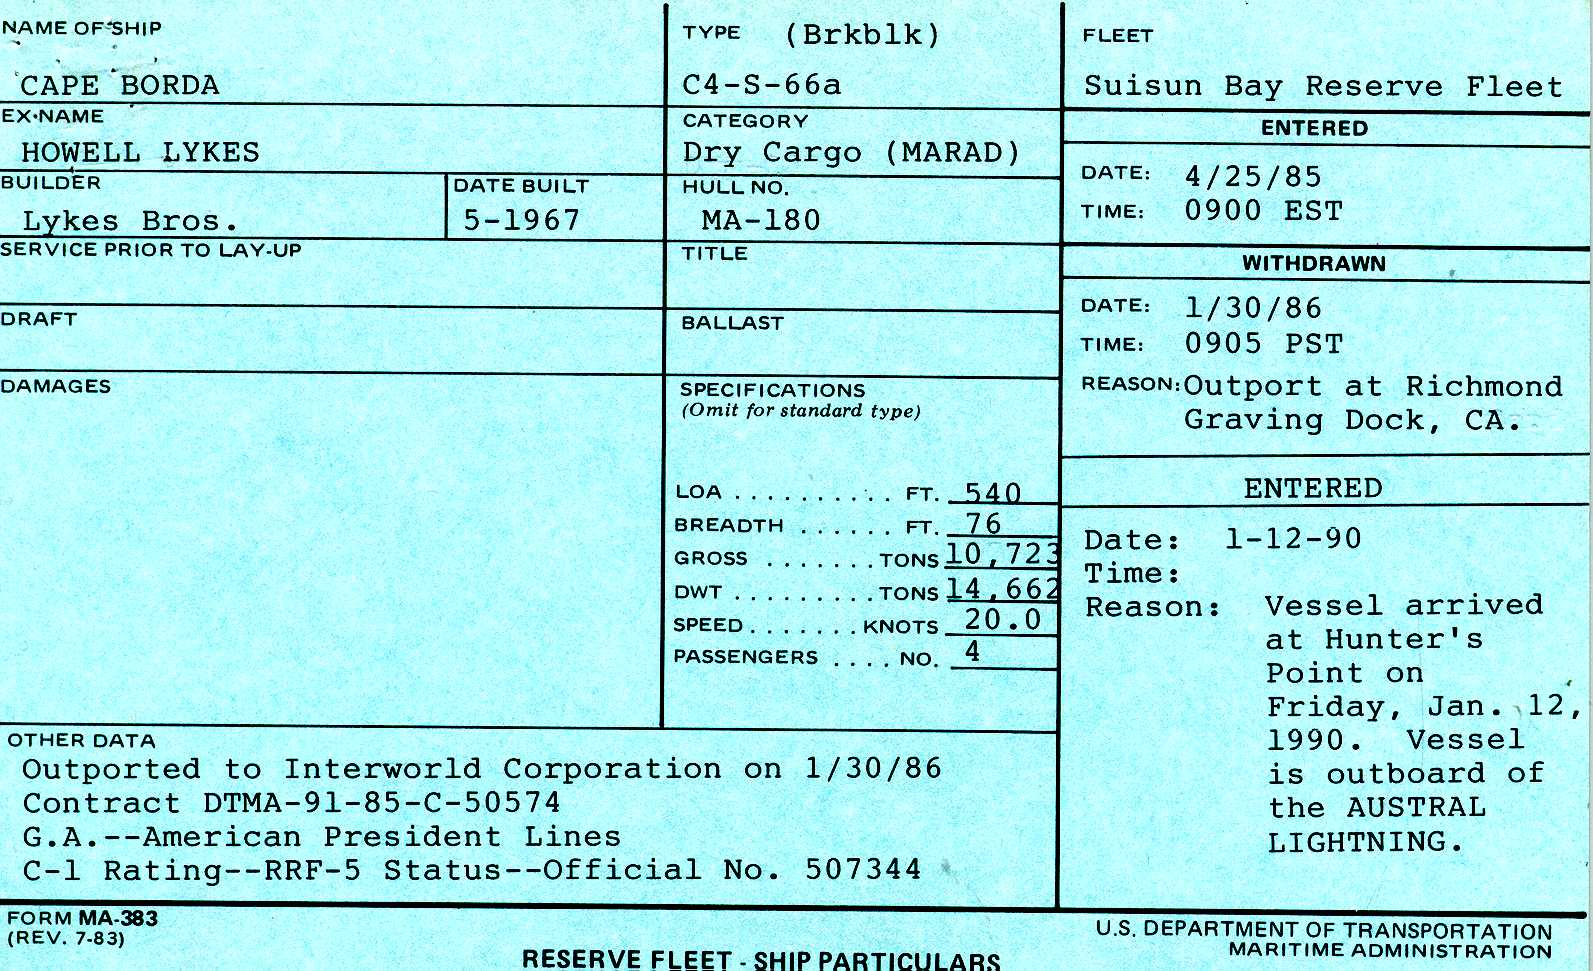 NAME OF SHIP
CAPE BORDA
EX-NAME
HOWELL LYKES
BUILDER
Lykes Bros.
DATE BUILT
5-1967
SERVICE PRIOR TO LAY-UP
DRAFT
DAMAGES
TYPE (Brkblk)
C4-S-66a
CATEGORY
Dry Cargo (MARAD)
HULL NO.
MA-180
TITLE
BALLAST
SPECIFICATIONS
(Omit for standard type)
LOA .......... FT. 540
BREADTH ...... FT. 76
GROSS ....... TONS 10,723
DWT ......... TONS 14,662
SPEED ....... KNOTS 20.0
PASSENGERS .... NO. 4
FLEET
Suisun Bay Reserve Fleet
ENTERED
DATE: 4/25/85
TIME: 0900 EST
WITHDRAWN
DATE: 1/30/86
TIME: 0905 PST
REASON: Outport at Richmond
Graving Dock, CA.
ENTERED
Date: 1-12-90
Time:
Reason: Vessel arrived
at Hunter's
Point on
Friday, Jan. 12,
1990. Vessel
is outboard of
the AUSTRAL
LIGHTNING.
OTHER DATA
Outported to Interworld Corporation on 1/30/86
Contract DTMA-91-85-C-50574
G.A.--American President Lines
C-1 Rating--RRF-5 Status--Official No. 507344
FORM MA-383
(REV. 7-83)
RESERVE FLEET - SHIP PARTICULARS
U.S. DEPARTMENT OF TRANSPORTATION
MARITIME ADMINISTRATION